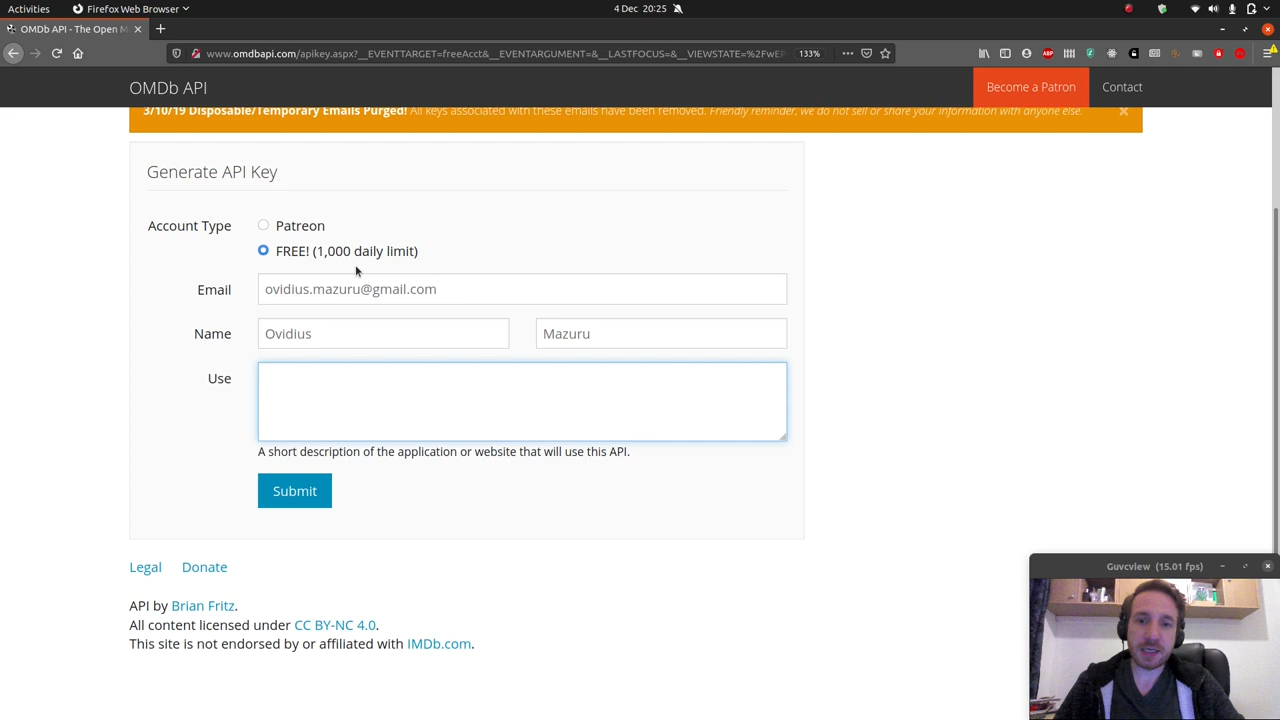 Activities Firefox Web Browser 4 Dec 20:25
OMDb API - The Open M
www.omdbapi.com/apikey.aspx?__EVENTTARGET=freeAcct&__EVENTARGUMENT=&__LASTFOCUS=&__VIEWSTATE=%2FwEP 133%
OMDb API Become a Patron Contact
3/10/19 Disposable/Temporary Emails Purged! All keys associated with these emails have been removed. Friendly reminder, we do not sell or share your information with anyone else.
Generate API Key
Account Type Patreon
FREE! (1,000 daily limit)
Email ovidius.mazuru@gmail.com
Name Ovidius Mazuru
Use
A short description of the application or website that will use this API.
Submit
Legal Donate
API by Brian Fritz.
All content licensed under CC BY-NC 4.0.
This site is not endorsed by or affiliated with IMDb.com.
Guvcview (15.01 fps)